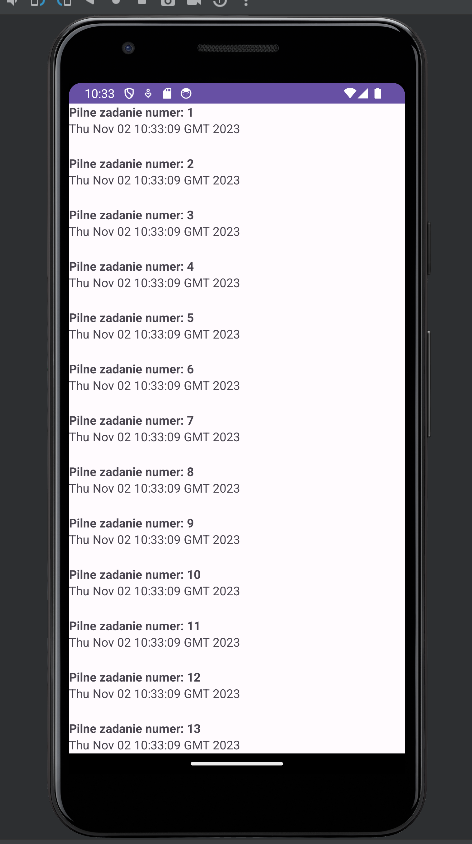 10:33
Pilne zadanie numer: 1
Thu Nov 02 10:33:09 GMT 2023
Pilne zadanie numer: 2
Thu Nov 02 10:33:09 GMT 2023
Pilne zadanie numer: 3
Thu Nov 02 10:33:09 GMT 2023
Pilne zadanie numer: 4
Thu Nov 02 10:33:09 GMT 2023
Pilne zadanie numer: 5
Thu Nov 02 10:33:09 GMT 2023
Pilne zadanie numer: 6
Thu Nov 02 10:33:09 GMT 2023
Pilne zadanie numer: 7
Thu Nov 02 10:33:09 GMT 2023
Pilne zadanie numer: 8
Thu Nov 02 10:33:09 GMT 2023
Pilne zadanie numer: 9
Thu Nov 02 10:33:09 GMT 2023
Pilne zadanie numer: 10
Thu Nov 02 10:33:09 GMT 2023
Pilne zadanie numer: 11
Thu Nov 02 10:33:09 GMT 2023
Pilne zadanie numer: 12
Thu Nov 02 10:33:09 GMT 2023
Pilne zadanie numer: 13
Thu Nov 02 10:33:09 GMT 2023